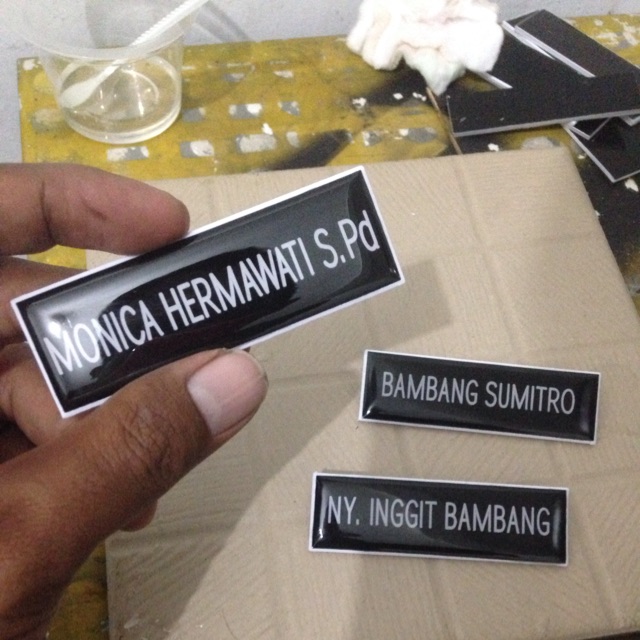 MONICA HERMAWATI S.Pd
BAMBANG SUMITRO
NY. INGGIT BAMBANG